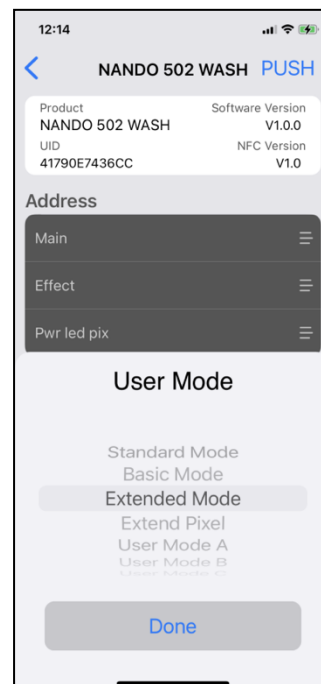 12:14
NANDO 502 WASH PUSH
Product Software Version
NANDO 502 WASH V1.0.0
UID NFC Version
41790E7436CC V1.0
Address
Main
Effect
Pwr led pix
User Mode
Standard Mode
Basic Mode
Extended Mode
Extend Pixel
User Mode A
User Mode B
User Mode C
Done